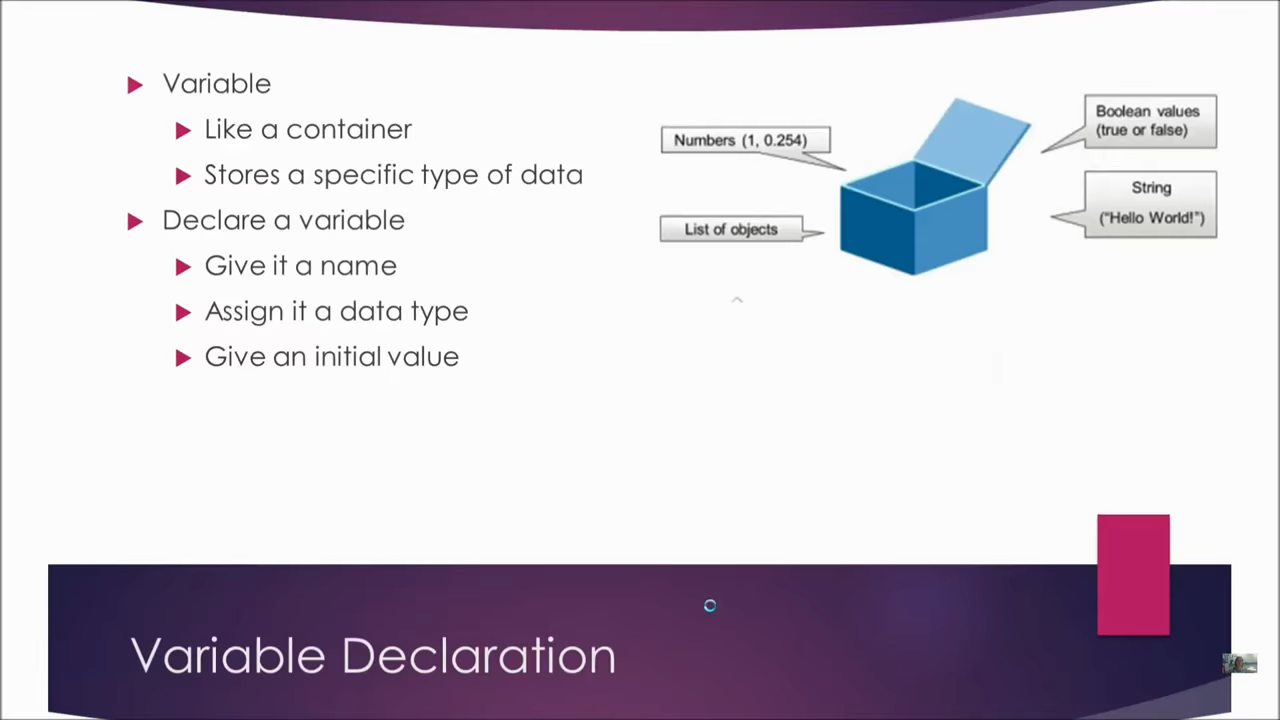 Variable
Like a container
Stores a specific type of data
Declare a variable
Give it a name
Assign it a data type
Give an initial value
Numbers (1, 0.254)
List of objects
Boolean values
(true or false)
String
("Hello World!")
Variable Declaration